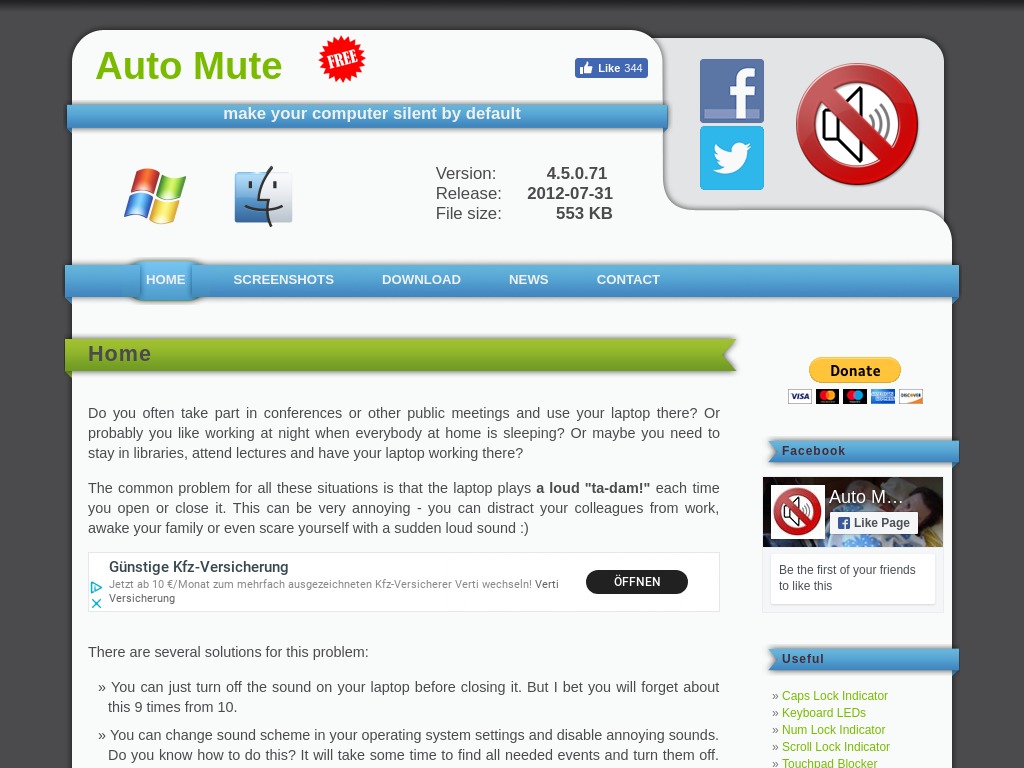 Auto Mute
FREE
Like 344
make your computer silent by default
Version: 4.5.0.71
Release: 2012-07-31
File size: 553 KB
HOME SCREENSHOTS DOWNLOAD NEWS CONTACT
Home
Do you often take part in conferences or other public meetings and use your laptop there? Or
probably you like working at night when everybody at home is sleeping? Or maybe you need to
stay in libraries, attend lectures and have your laptop working there?
The common problem for all these situations is that the laptop plays a loud "ta-dam!" each time
you open or close it. This can be very annoying - you can distract your colleagues from work,
awake your family or even scare yourself with a sudden loud sound :)
Günstige Kfz-Versicherung
Jetzt ab 10 €/Monat zum mehrfach ausgezeichneten Kfz-Versicherer Verti wechseln! Verti
Versicherung
ÖFFNEN
There are several solutions for this problem:
» You can just turn off the sound on your laptop before closing it. But I bet you will forget about
this 9 times from 10.
» You can change sound scheme in your operating system settings and disable annoying sounds.
Do you know how to do this? It will take some time to find all needed events and turn them off.
Donate
VISA DISCOVER
Facebook
Auto M…
Like Page
Be the first of your friends
to like this
Useful
» Caps Lock Indicator
» Keyboard LEDs
» Num Lock Indicator
» Scroll Lock Indicator
» Touchpad Blocker